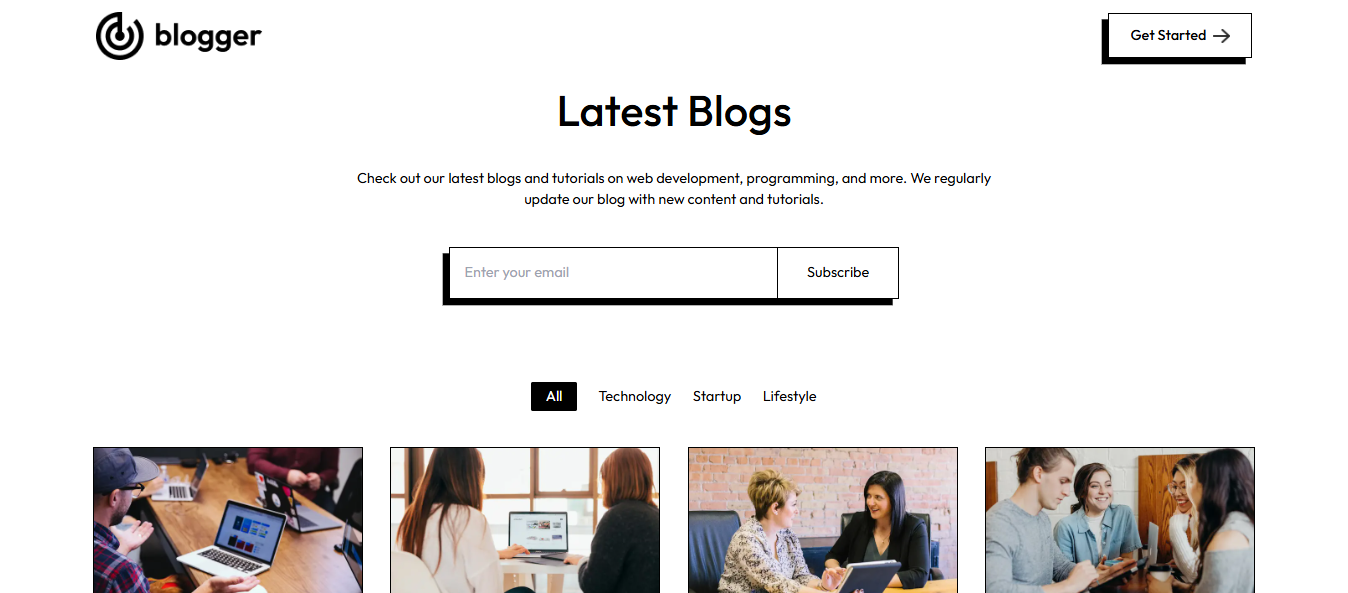 blogger
Get Started
Latest Blogs
Check out our latest blogs and tutorials on web development, programming, and more. We regularly
update our blog with new content and tutorials.
Enter your email
Subscribe
All
Technology
Startup
Lifestyle